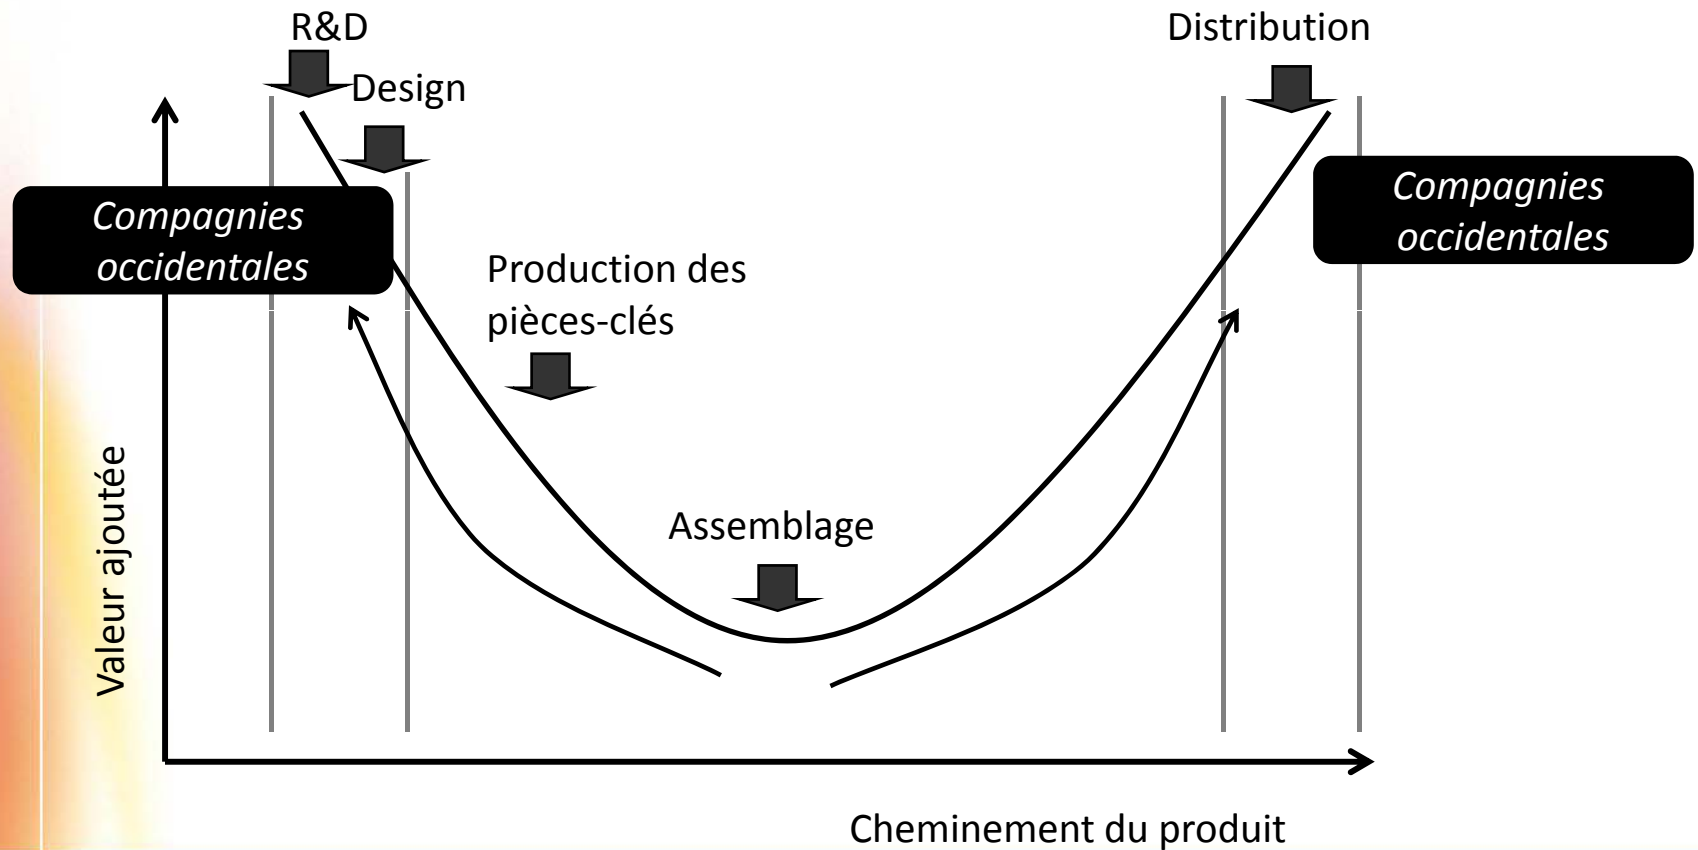 R&D
Distribution
Design
Compagnies
occidentales
Compagnies
occidentales
Production des
pièces-clés
Assemblage
Valeur ajoutée
Cheminement du produit